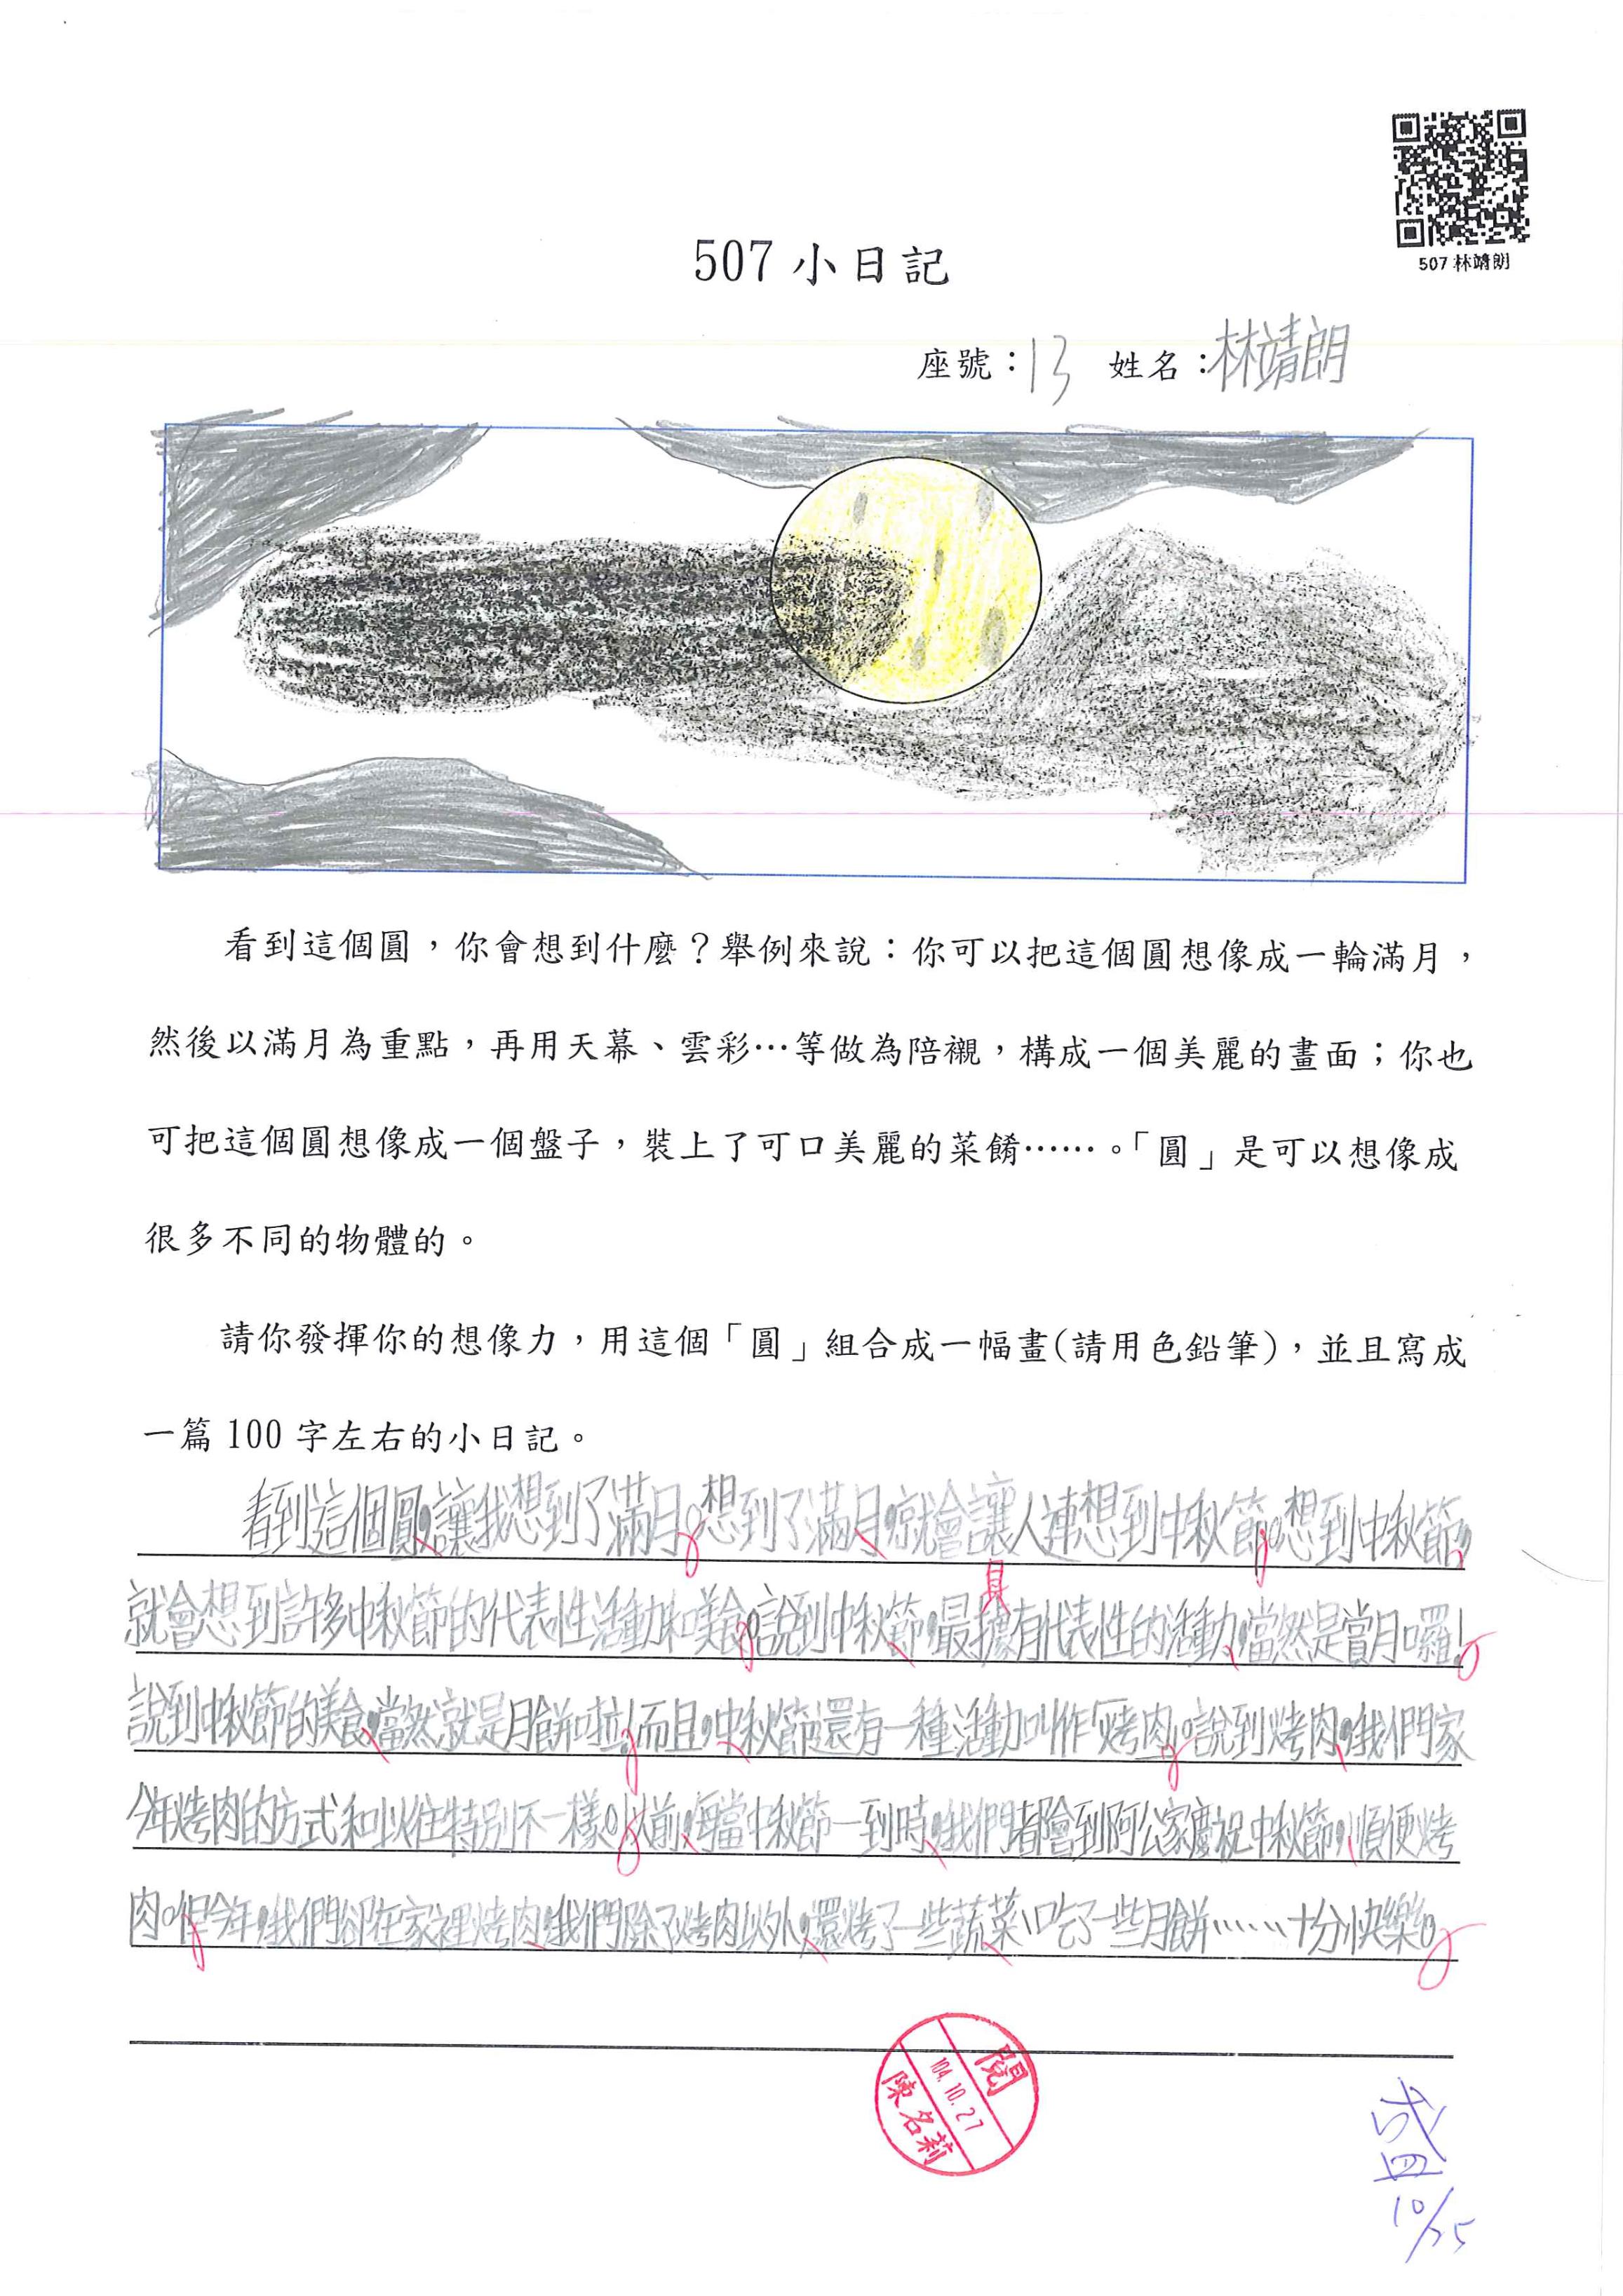 507 林靖朗
507 小日記
座號：13 姓名：林靖朗
看到這個圓，你會想到什麼？舉例來說：你可以把這個圓想像成一輪滿月，
然後以滿月為重點，再用天幕、雲彩…等做為陪襯，構成一個美麗的畫面；你也
可把這個圓想像成一個盤子，裝上了可口美麗的菜餚……。「圓」是可以想像成
很多不同的物體的。
請你發揮你的想像力，用這個「圓」組合成一幅畫(請用色鉛筆)，並且寫成
一篇 100 字左右的小日記。
看到這個圓，讓我想到了滿月。想到了滿月，就會讓人連想到中秋節。想到中秋節，
具
就會想到許多中秋節的代表性活動和美食。說到中秋節，最擁有代表性的活動，當然是賞月囉！
說到中秋節的美食，當然就是月餅啦！而且，中秋節還有一種活動叫作「烤肉」。說到烤肉，我們家
今年烤肉的方式和以往特別不一樣。以前，每當中秋節一到時，我們都會到阿公家慶祝中秋節，順便烤
肉。但今年，我們卻在家裡烤肉，我們除了烤肉以外，還烤了一些蔬菜、吃了一些月餅……十分快樂。
閱
104.10.27
陳名莉
盛
10/25